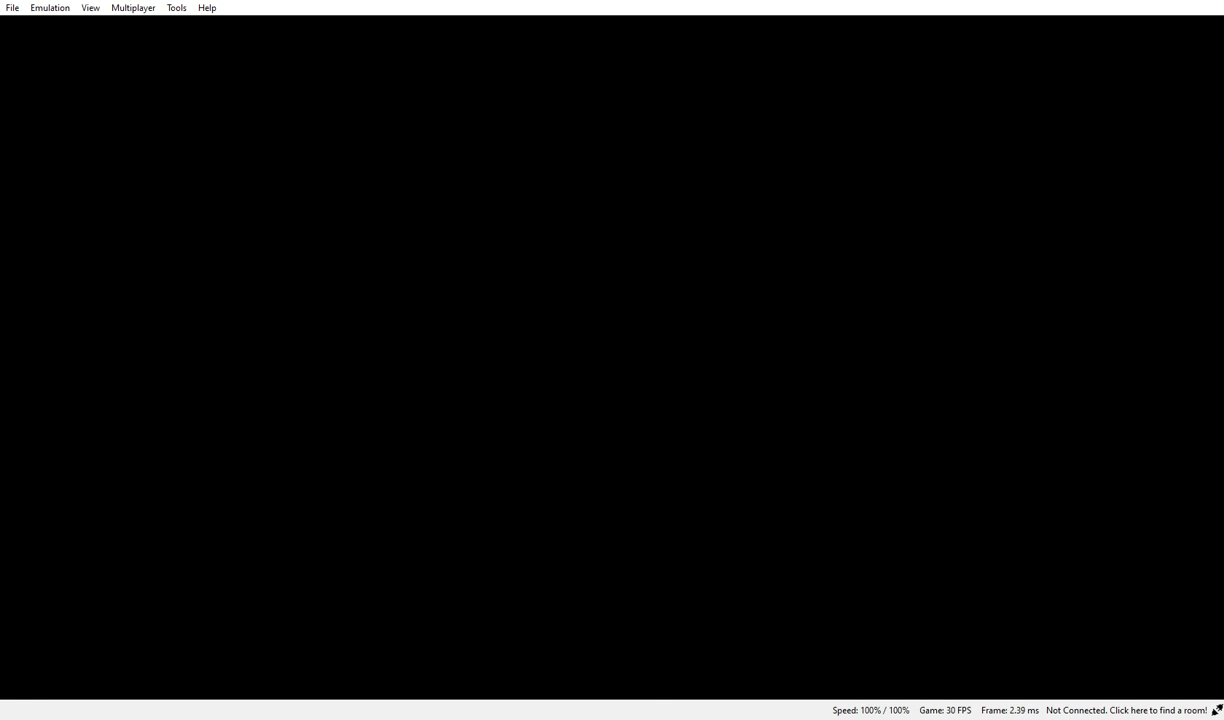 File Emulation View Multiplayer Tools Help
Speed: 100% / 100% Game: 30 FPS Frame: 2.39 ms Not Connected. Click here to find a room!